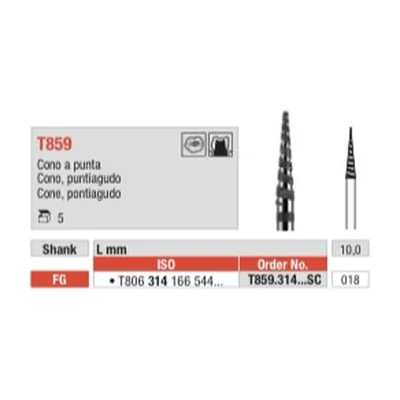 T859
Cono a punta
Cono, puntiagudo
Cone, pontiagudo
5
Shank L mm 10,0
ISO Order No.
FG • T806 314 166 544... T859.314...SC 018